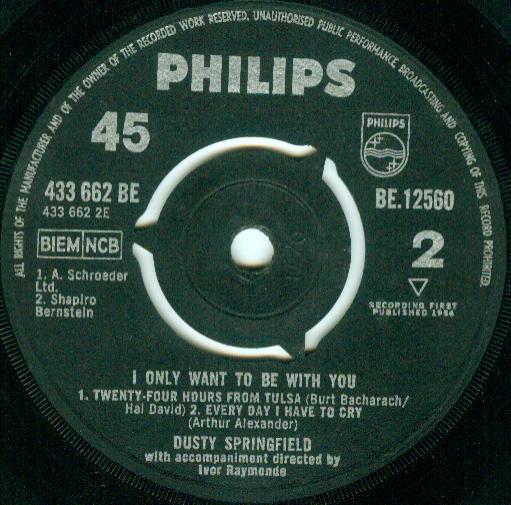 ALL RIGHTS OF THE MANUFACTURER AND OF THE OWNER OF THE RECORDED WORK RESERVED. UNAUTHORISED PUBLIC PERFORMANCE, BROADCASTING AND COPYING OF THIS RECORD PROHIBITED
PHILIPS
45
PHILIPS
433 662 BE
433 662 2E
BE.12560
BIEM NCB
2
1. A. Schroeder
Ltd.
2. Shapiro
Bernstein
RECORDING FIRST
PUBLISHED 1964
I ONLY WANT TO BE WITH YOU
1. TWENTY-FOUR HOURS FROM TULSA (Burt Bacharach/
Hal David) 2. EVERY DAY I HAVE TO CRY
(Arthur Alexander)
DUSTY SPRINGFIELD
with accompaniment directed by
Ivor Raymonde